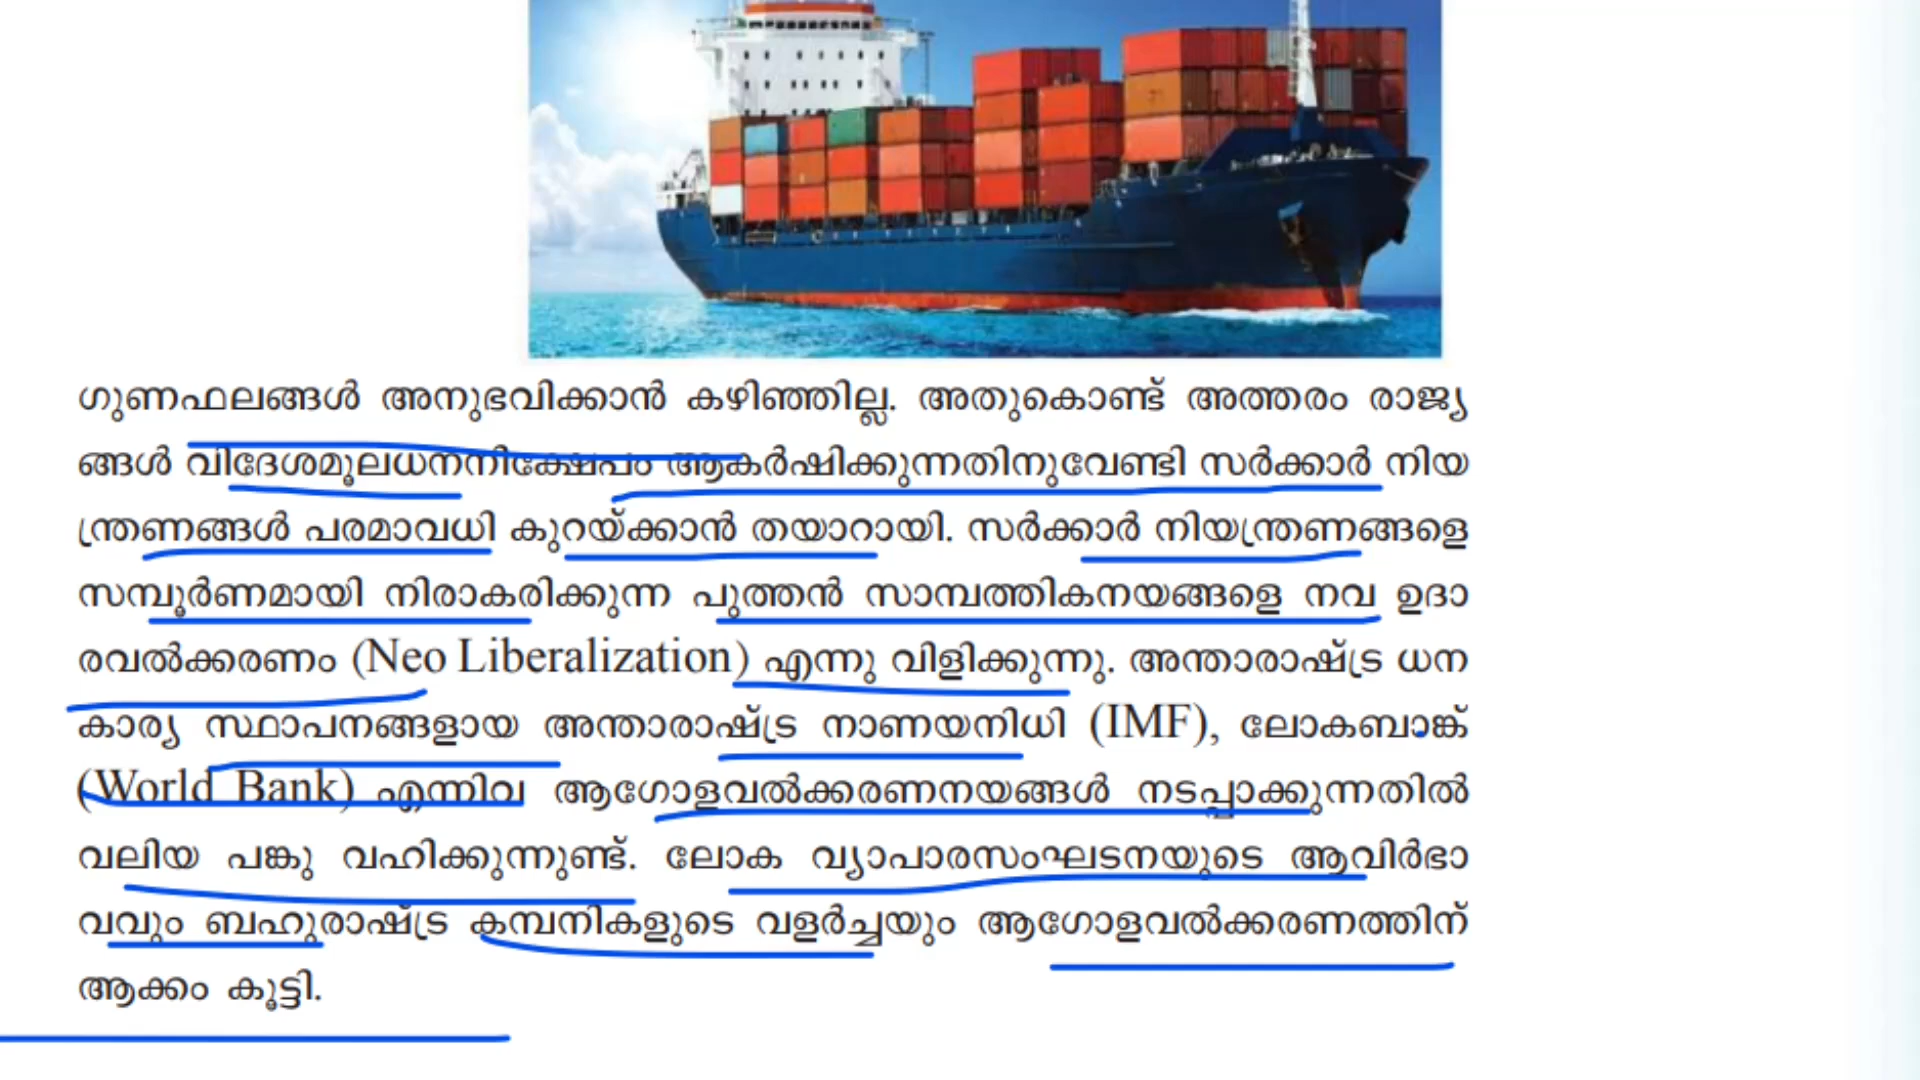 ഗുണഫലങ്ങൾ അനുഭവിക്കാൻ കഴിഞ്ഞില്ല. അതുകൊണ്ട് അത്തരം രാജ്യ
ങ്ങൾ വിദേശമൂലധനനിക്ഷേപം ആകർഷിക്കുന്നതിനുവേണ്ടി സർക്കാർ നിയ
ന്ത്രണങ്ങൾ പരമാവധി കുറയ്ക്കാൻ തയാറായി. സർക്കാർ നിയന്ത്രണങ്ങളെ
സമ്പൂർണമായി നിരാകരിക്കുന്ന പുത്തൻ സാമ്പത്തികനയങ്ങളെ നവ ഉദാ
രവൽക്കരണം (Neo Liberalization) എന്നു വിളിക്കുന്നു. അന്താരാഷ്ട്ര ധന
കാര്യ സ്ഥാപനങ്ങളായ അന്താരാഷ്ട്ര നാണയനിധി (IMF), ലോകബാങ്ക്
(World Bank) എന്നിവ ആഗോളവൽക്കരണനയങ്ങൾ നടപ്പാക്കുന്നതിൽ
വലിയ പങ്കു വഹിക്കുന്നുണ്ട്. ലോക വ്യാപാരസംഘടനയുടെ ആവിർഭാ
വവും ബഹുരാഷ്ട്ര കമ്പനികളുടെ വളർച്ചയും ആഗോളവൽക്കരണത്തിന്
ആക്കം കൂട്ടി.